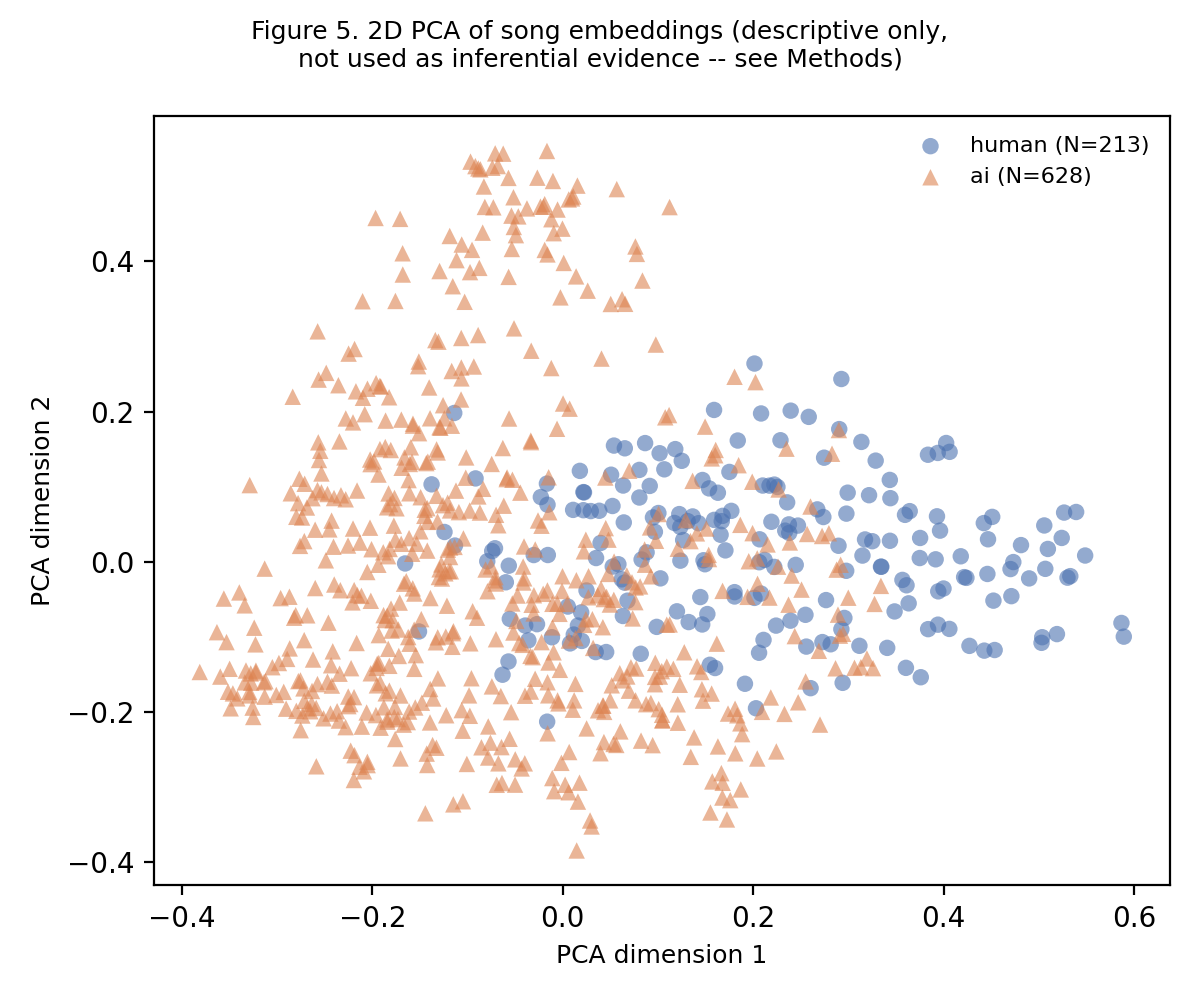 Figure 5. 2D PCA of song embeddings (descriptive only,
not used as inferential evidence -- see Methods)
human (N=213)
ai (N=628)
0.4
0.2
0.0
−0.2
−0.4
PCA dimension 2
−0.4
−0.2
0.0
0.2
0.4
0.6
PCA dimension 1